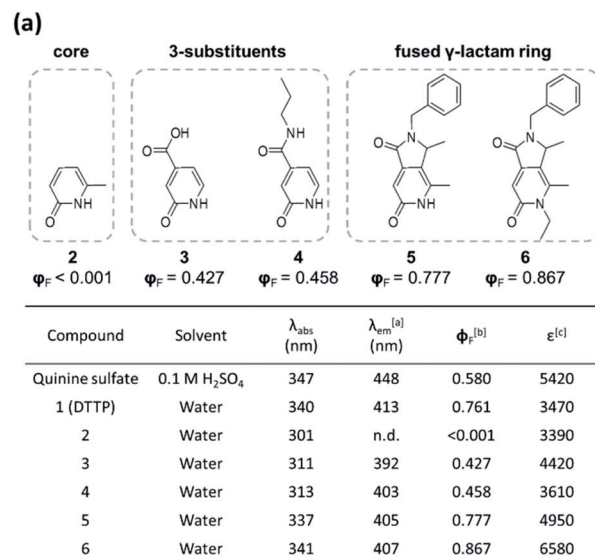 (a)
core 3-substituents fused γ-lactam ring
O NH
OH O O NH
HN O O NH
O N O NH
O N O N
2 3 4 5 6
φF < 0.001 φF = 0.427 φF = 0.458 φF = 0.777 φF = 0.867
Compound Solvent λabs (nm) λem[a] (nm) ϕF[b] ε[c]
Quinine sulfate 0.1 M H2SO4 347 448 0.580 5420
1 (DTTP) Water 340 413 0.761 3470
2 Water 301 n.d. <0.001 3390
3 Water 311 392 0.427 4420
4 Water 313 403 0.458 3610
5 Water 337 405 0.777 4950
6 Water 341 407 0.867 6580